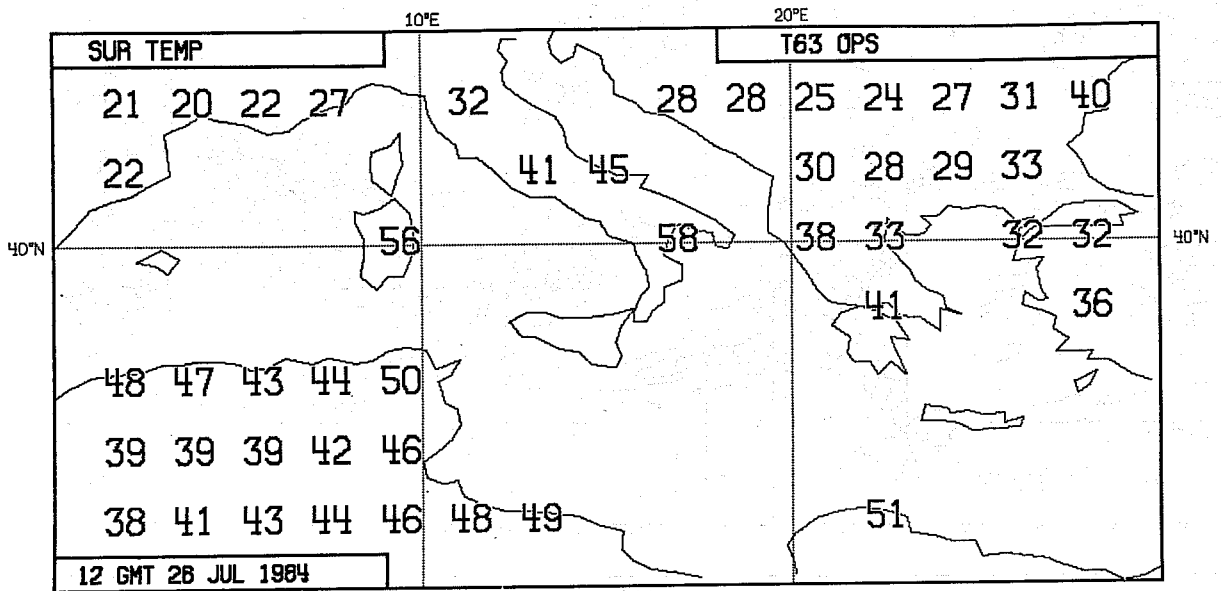 10°E 20°E
SUR TEMP T63 OPS
21 20 22 27 32 28 28 25 24 27 31 40
22 41 45 30 28 29 33
40°N 56 58 38 33 32 32 40°N
41 36
48 47 43 44 50
39 39 39 42 46
38 41 43 44 46 48 49 51
12 GMT 28 JUL 1984